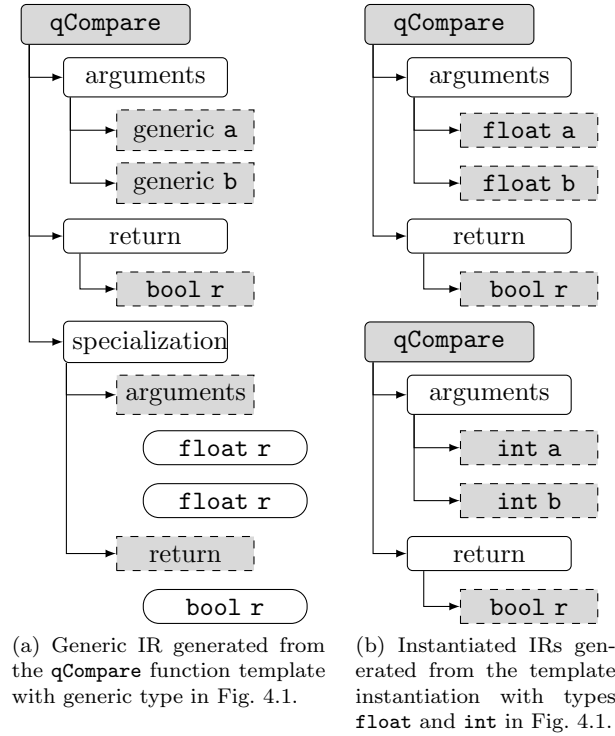 qCompare
arguments
generic a
generic b
return
bool r
specialization
arguments
float r
float r
return
bool r
(a) Generic IR generated from
the qCompare function template
with generic type in Fig. 4.1.
qCompare
arguments
float a
float b
return
bool r
qCompare
arguments
int a
int b
return
bool r
(b) Instantiated IRs gen-
erated from the template
instantiation with types
float and int in Fig. 4.1.